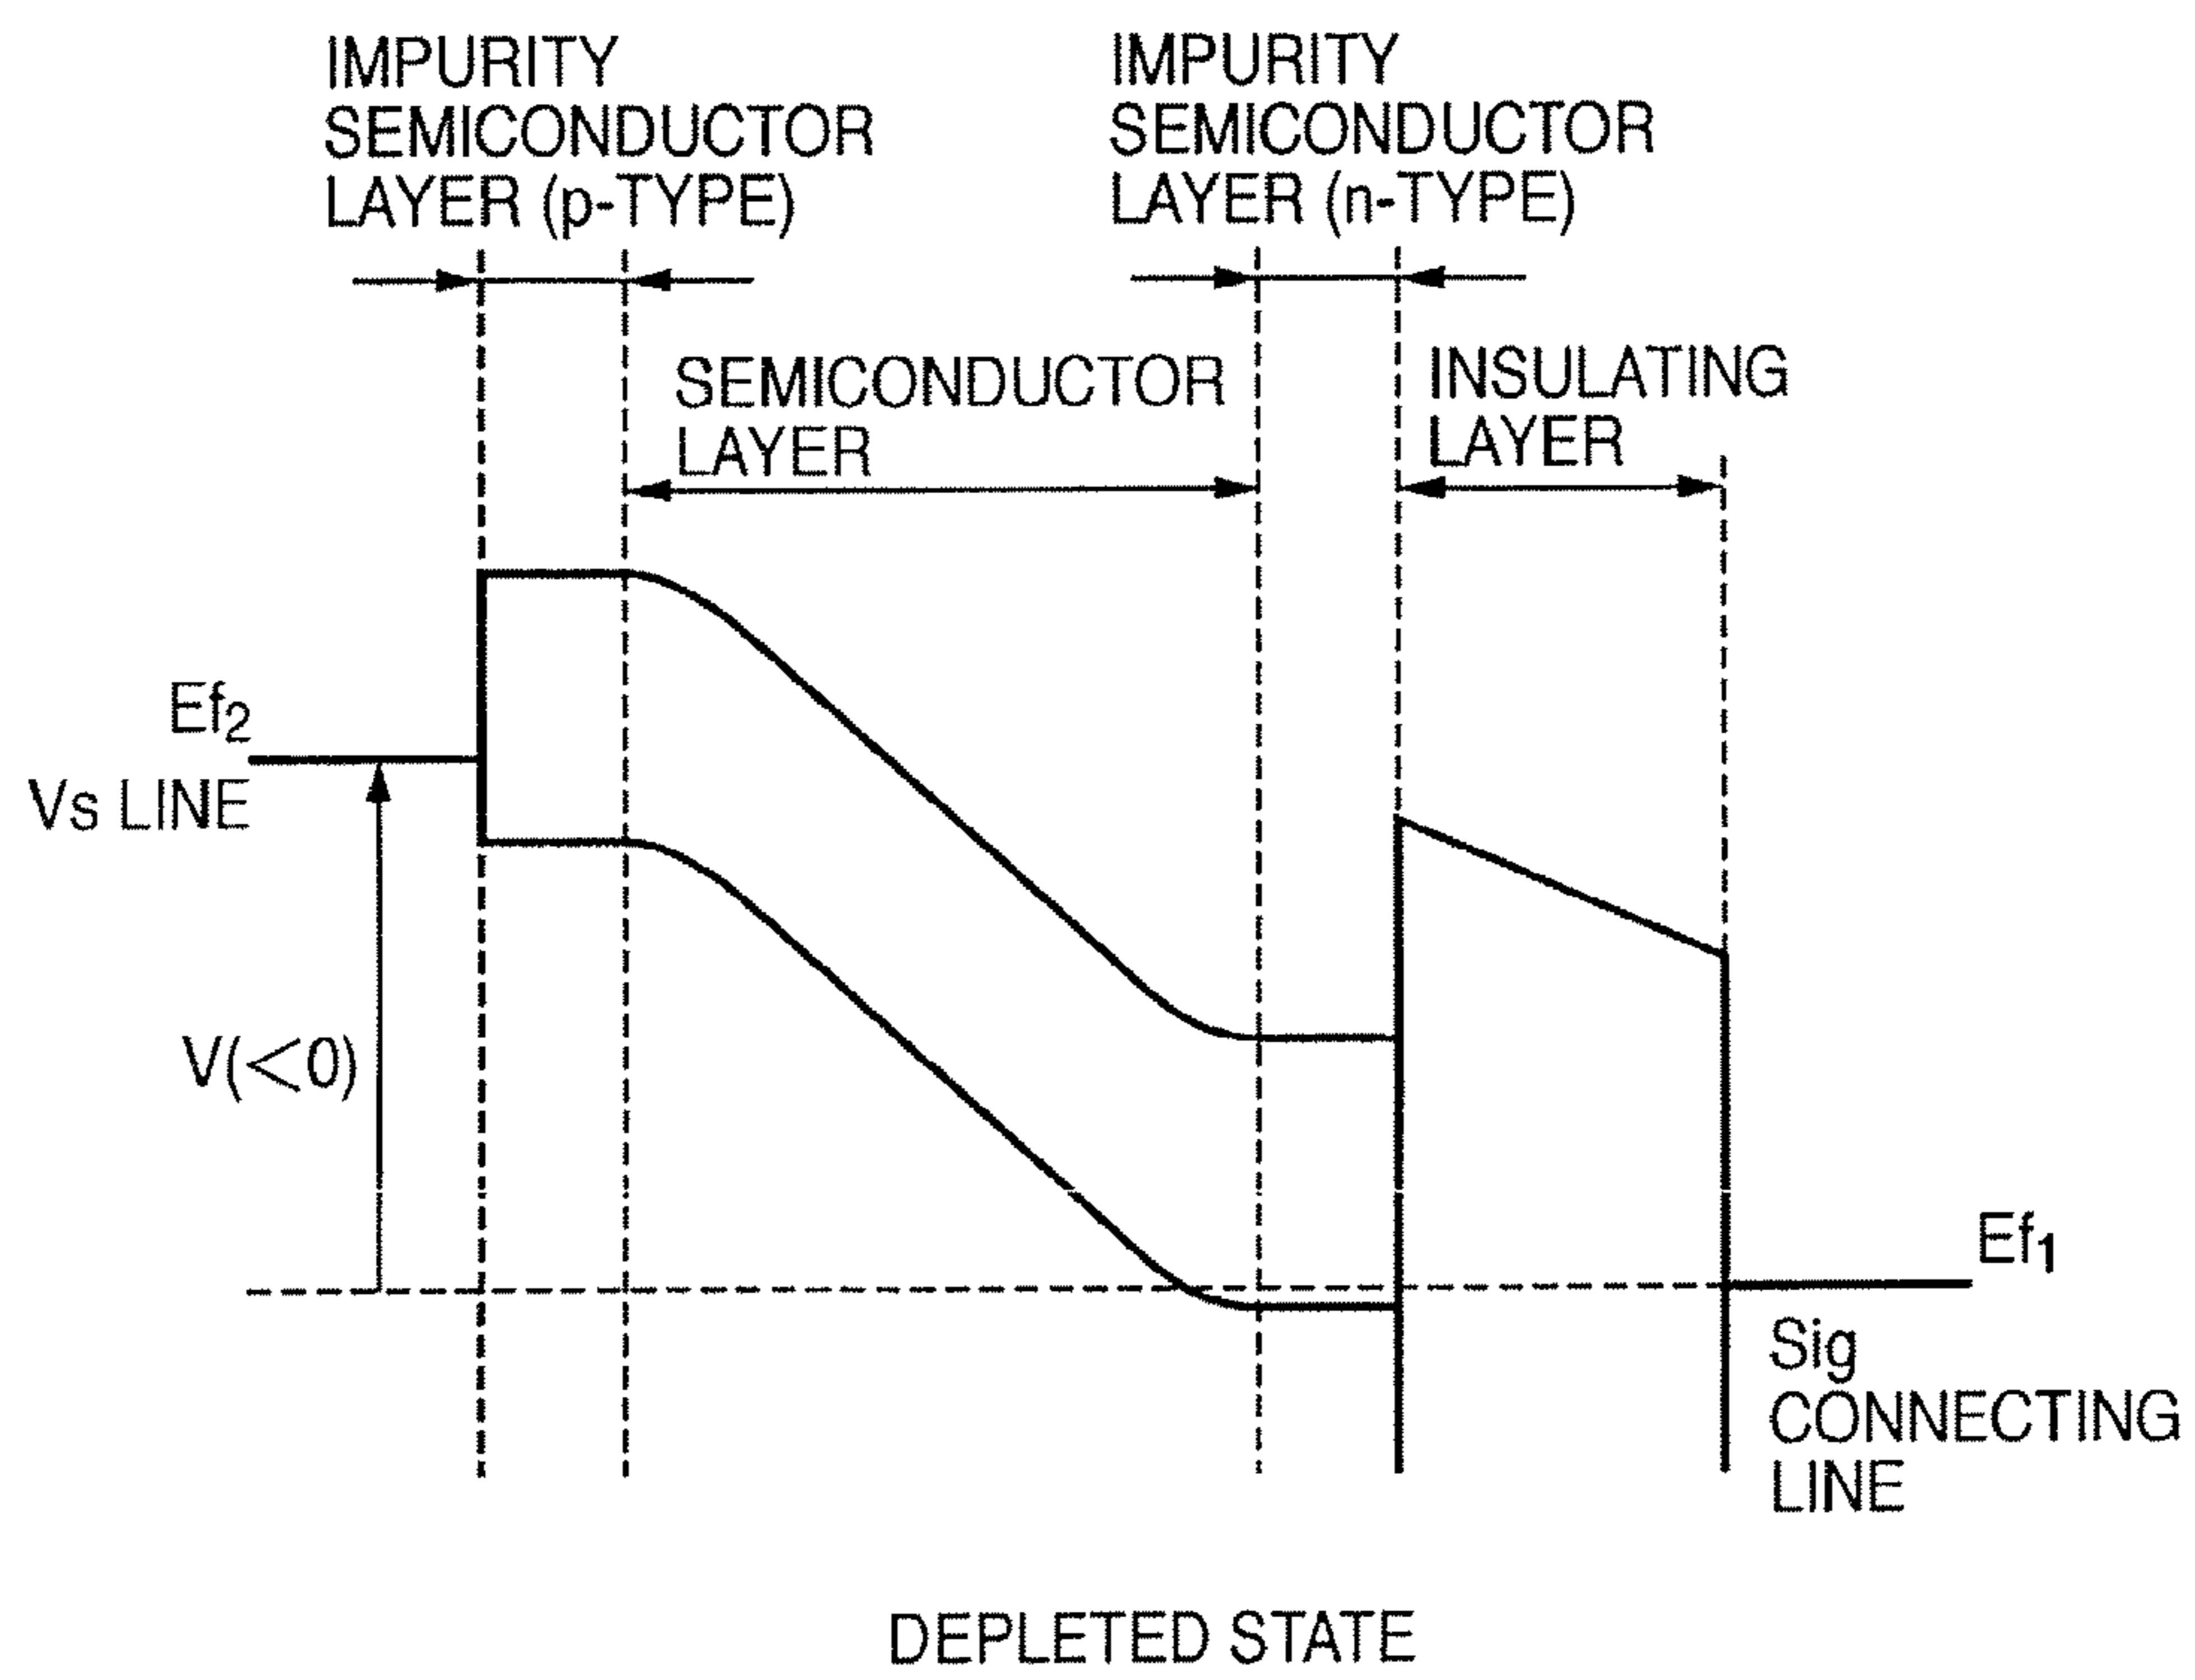 IMPURITY
SEMICONDUCTOR
LAYER (p-TYPE)
IMPURITY
SEMICONDUCTOR
LAYER (n-TYPE)
SEMICONDUCTOR
LAYER
INSULATING
LAYER
Ef2
Vs LINE
V(<0)
Ef1
Sig
CONNECTING
LINE
DEPLETED STATE